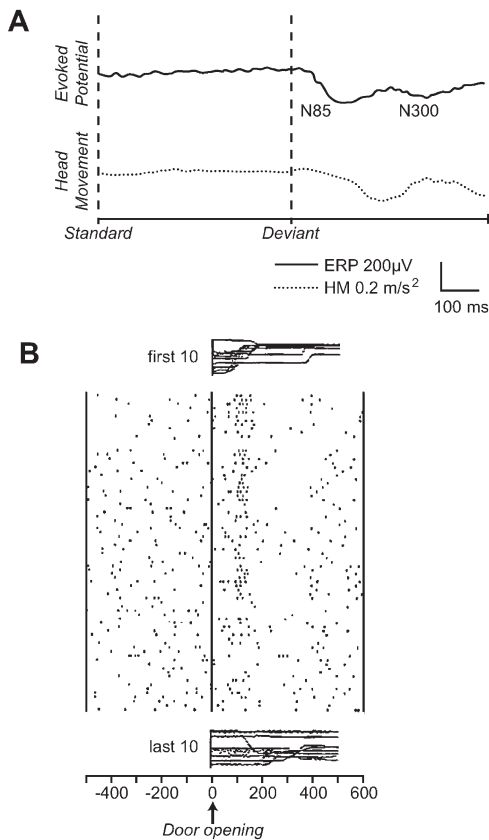 A
Evoked
Potential
N85
N300
Head
Movement
Standard
Deviant
ERP 200µV
HM 0.2 m/s²
100 ms
B
first 10
last 10
-400 -200 0 200 400 600
Door opening